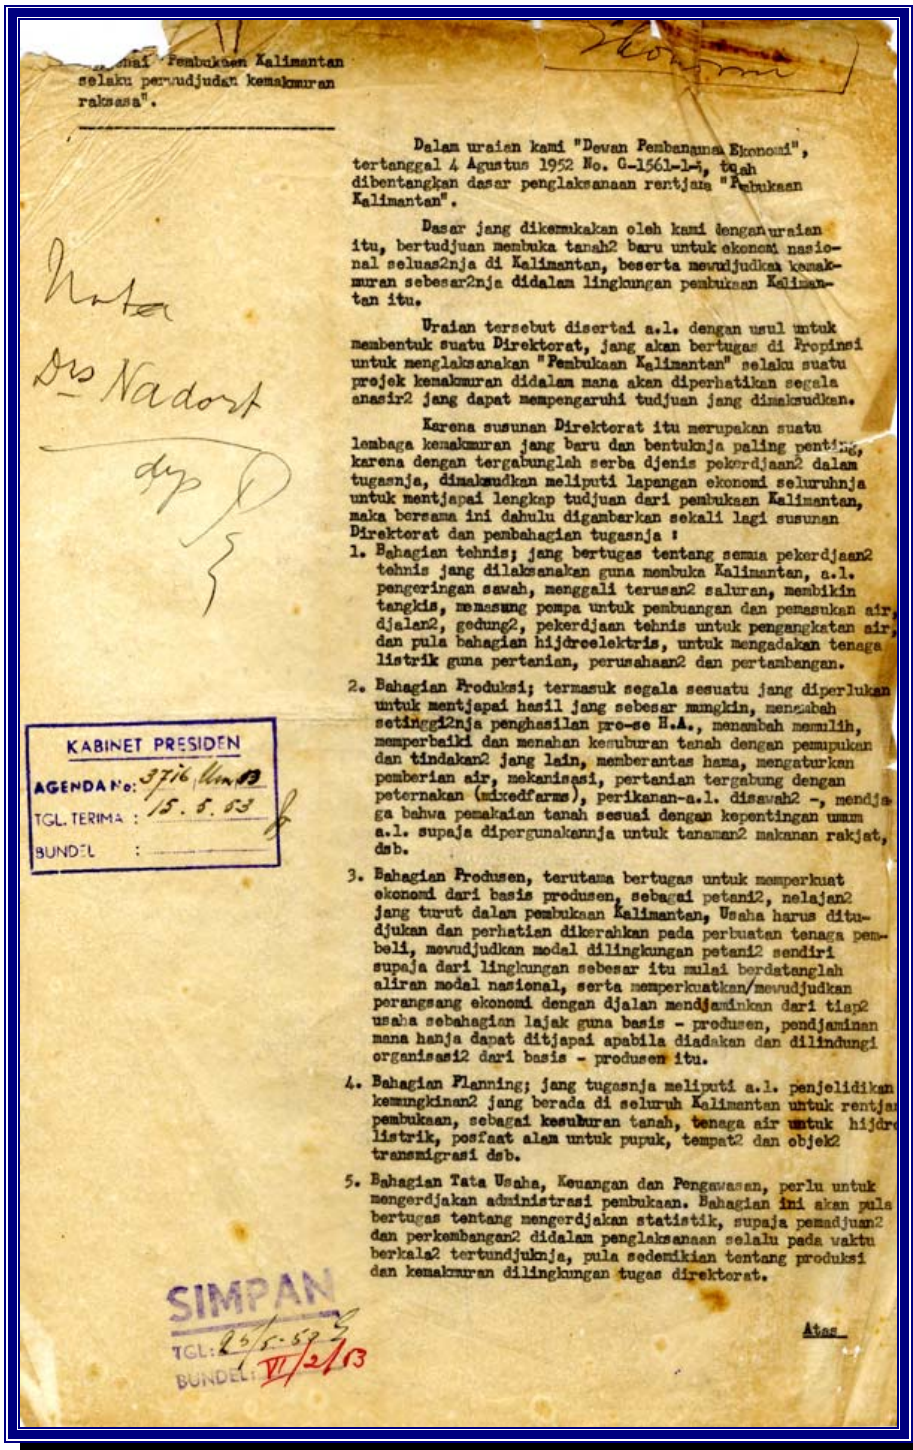 Ekonomi
"Pembukaan Kalimantan
selaku perwudjudan kemakmuran
raksasa".
Dalam uraian kami "Dewan Pembangunan Ekonomi",
tertanggal 4 Agustus 1952 No. G-1561-1-, telah
dibentangkan dasar penglaksanaan rentjana "Pembukaan
Kalimantan".
Dasar jang dikemukakan oleh kami dengan uraian
itu, bertudjuan membuka tanah2 baru untuk ekonomi nasio-
nal seluas2nja di Kalimantan, beserta mewudjudkan kemak-
muran sebesar2nja didalam lingkungan pembukaan Kaliman-
tan itu.
Uraian tersebut disertai a.l. dengan usul untuk
membentuk suatu Direktorat, jang akan bertugas di Propinsi
untuk menglaksanakan "Pembukaan Kalimantan" selaku suatu
projek kemakmuran didalam mana akan diperhatikan segala
anasir2 jang dapat mempengaruhi tudjuan jang dimaksudkan.
Karena susunan Direktorat itu merupakan suatu
lembaga kemakmuran jang baru dan bentuknja paling penting,
karena dengan tergabunglah serba djenis pekerdjaan2 dalam
tugasnja, dimaksudkan meliputi lapangan ekonomi seluruhnja
untuk mentjapai lengkap tudjuan dari pembukaan Kalimantan,
maka bersama ini dahulu digambarkan sekali lagi susunan
Direktorat dan pembahagian tugasnja :
1. Bahagian tehnis; jang bertugas tentang semua pekerdjaan2
tehnis jang dilaksanakan guna membuka Kalimantan, a.l.
pengeringan sawah, menggali terusan2 saluran, membikin
tangkis, memasang pompa untuk pembuangan dan pemasukan air,
djalan2, gedung2, pekerdjaan tehnis untuk pengangkatan air,
dan pula bahagian hijdroelektris, untuk mengadakan tenaga
listrik guna pertanian, perusahaan2 dan pertambangan.
2. Bahagian Produksi; termasuk segala sesuatu jang diperlukan
untuk mentjapai hasil jang sebesar mungkin, menambah
setinggi2nja penghasilan pro-se H.A., menambah memulih,
memperbaiki dan menahan kesuburan tanah dengan pemupukan
dan tindakan2 jang lain, memberantas hama, mengaturkan
pemberian air, mekanisasi, pertanian tergabung dengan
peternakan (mixedfarms), perikanan-a.l. disawah2 -, mendja-
ga bahwa pemakaian tanah sesuai dengan kepentingan umum
a.l. supaja dipergunakannja untuk tanaman2 makanan rakjat,
dsb.
3. Bahagian Produsen, terutama bertugas untuk memperkuat
ekonomi dari basis produsen, sebagai petani2, nelajan2
jang turut dalam pembukaan Kalimantan, Usaha harus ditu-
djukan dan perhatian dikerahkan pada perbuatan tenaga pem-
beli, mewudjudkan modal dilingkungan petani2 sendiri
supaja dari lingkungan sebesar itu mulai berdatanglah
aliran modal nasional, serta memperkuatkan/mewudjudkan
perangsang ekonomi dengan djalan mendjaminkan dari tiap2
usaha sebahagian lajak guna basis - produsen, pendjaminan
mana hanja dapat ditjapai apabila diadakan dan dilindungi
organisasi2 dari basis - produsen itu.
4. Bahagian Planning; jang tugasnja meliputi a.l. penjelidikan
kemungkinan2 jang berada di seluruh Kalimantan untuk rentjan
pembukaan, sebagai kesuburan tanah, tenaga air untuk hijdro
listrik, posfaat alam untuk pupuk, tempat2 dan objek2
transmigrasi dsb.
5. Bahagian Tata Usaha, Keuangan dan Pengawasan, perlu untuk
mengerdjakan administrasi pembukaan. Bahagian ini akan pula
bertugas tentang mengerdjakan statistik, supaja pemadjuan2
dan perkembangan2 didalam penglaksanaan selalu pada waktu
berkala2 tertundjuknja, pula sedemikian tentang produksi
dan kemakmuran dilingkungan tugas direktorat.
Atas
Nota
Drs Nadort
KABINET PRESIDEN
AGENDA No: 3716
TGL. TERIMA : 15.5.53
BUNDEL :
SIMPAN
TGL: 25/5-53
BUNDEL: VI/2/53